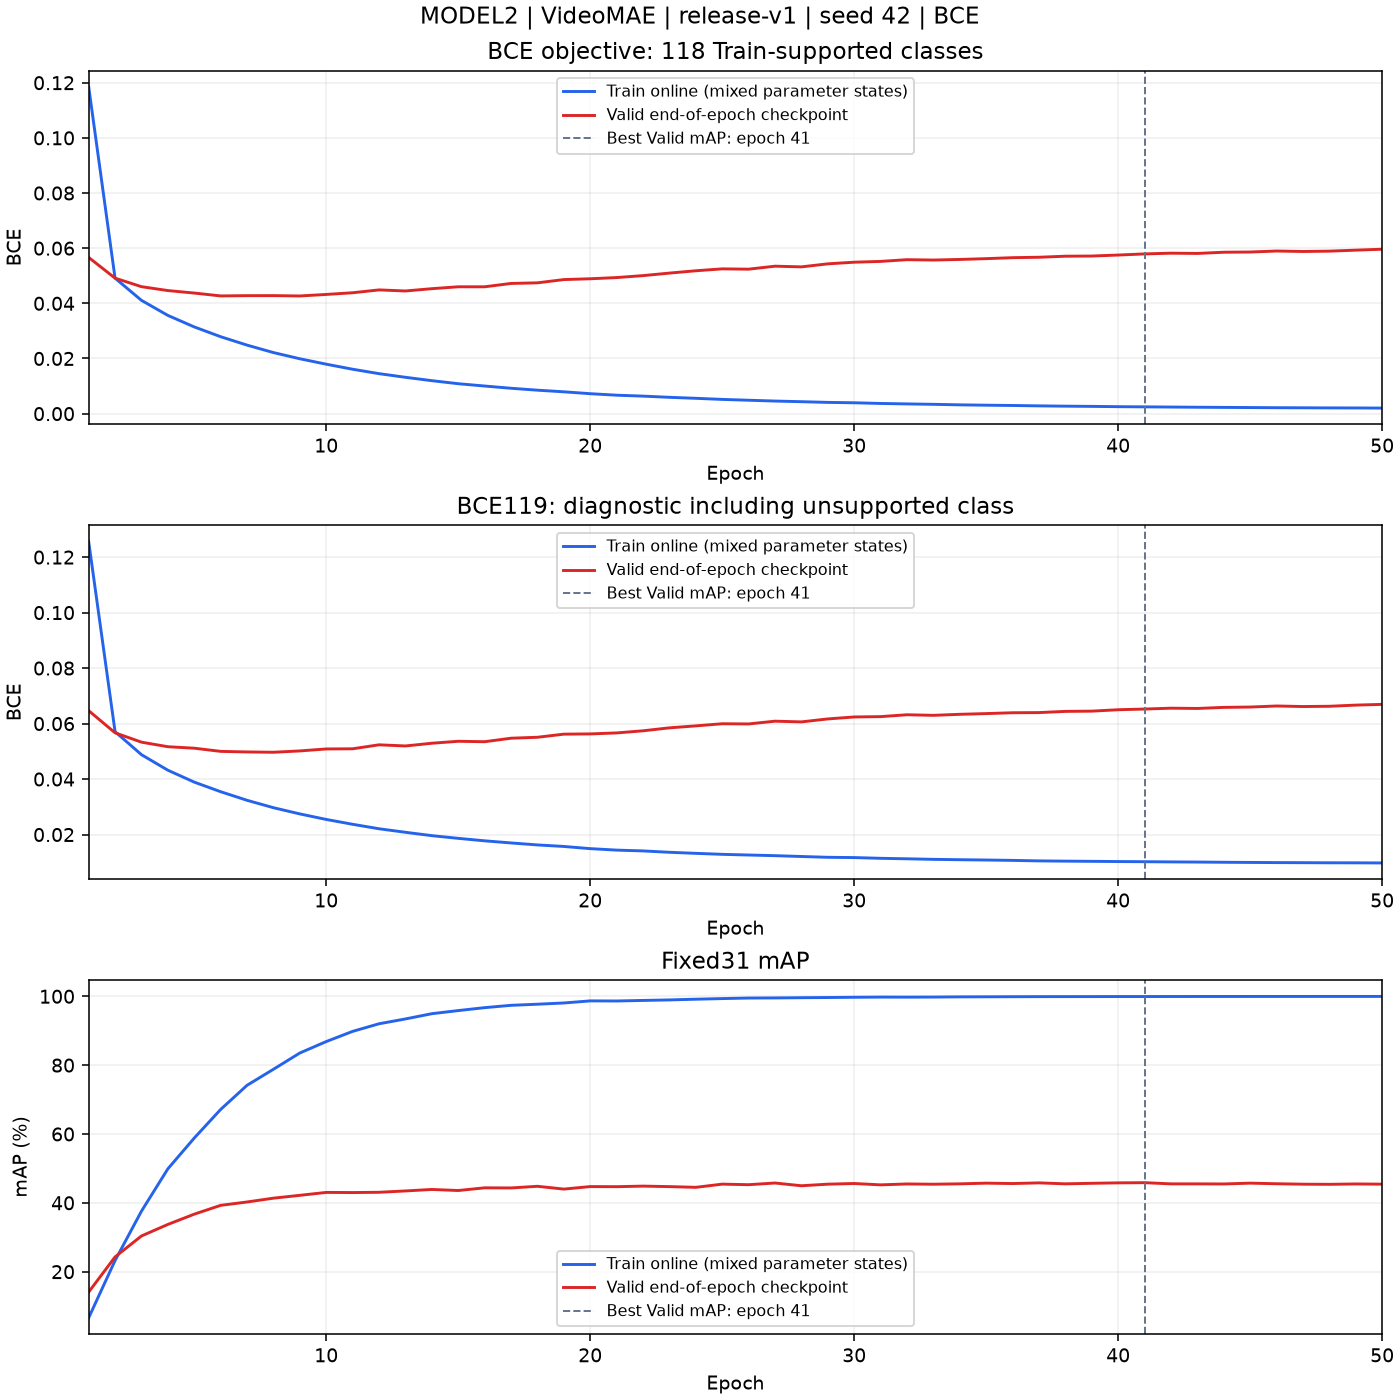 MODEL2 | VideoMAE | release-v1 | seed 42 | BCE
BCE objective: 118 Train-supported classes
Train online (mixed parameter states)
Valid end-of-epoch checkpoint
Best Valid mAP: epoch 41
BCE
0.12
0.10
0.08
0.06
0.04
0.02
0.00
10 20 30 40 50
Epoch
BCE119: diagnostic including unsupported class
Train online (mixed parameter states)
Valid end-of-epoch checkpoint
Best Valid mAP: epoch 41
BCE
0.12
0.10
0.08
0.06
0.04
0.02
10 20 30 40 50
Epoch
Fixed31 mAP
mAP (%)
100
80
60
40
20
Train online (mixed parameter states)
Valid end-of-epoch checkpoint
Best Valid mAP: epoch 41
10 20 30 40 50
Epoch